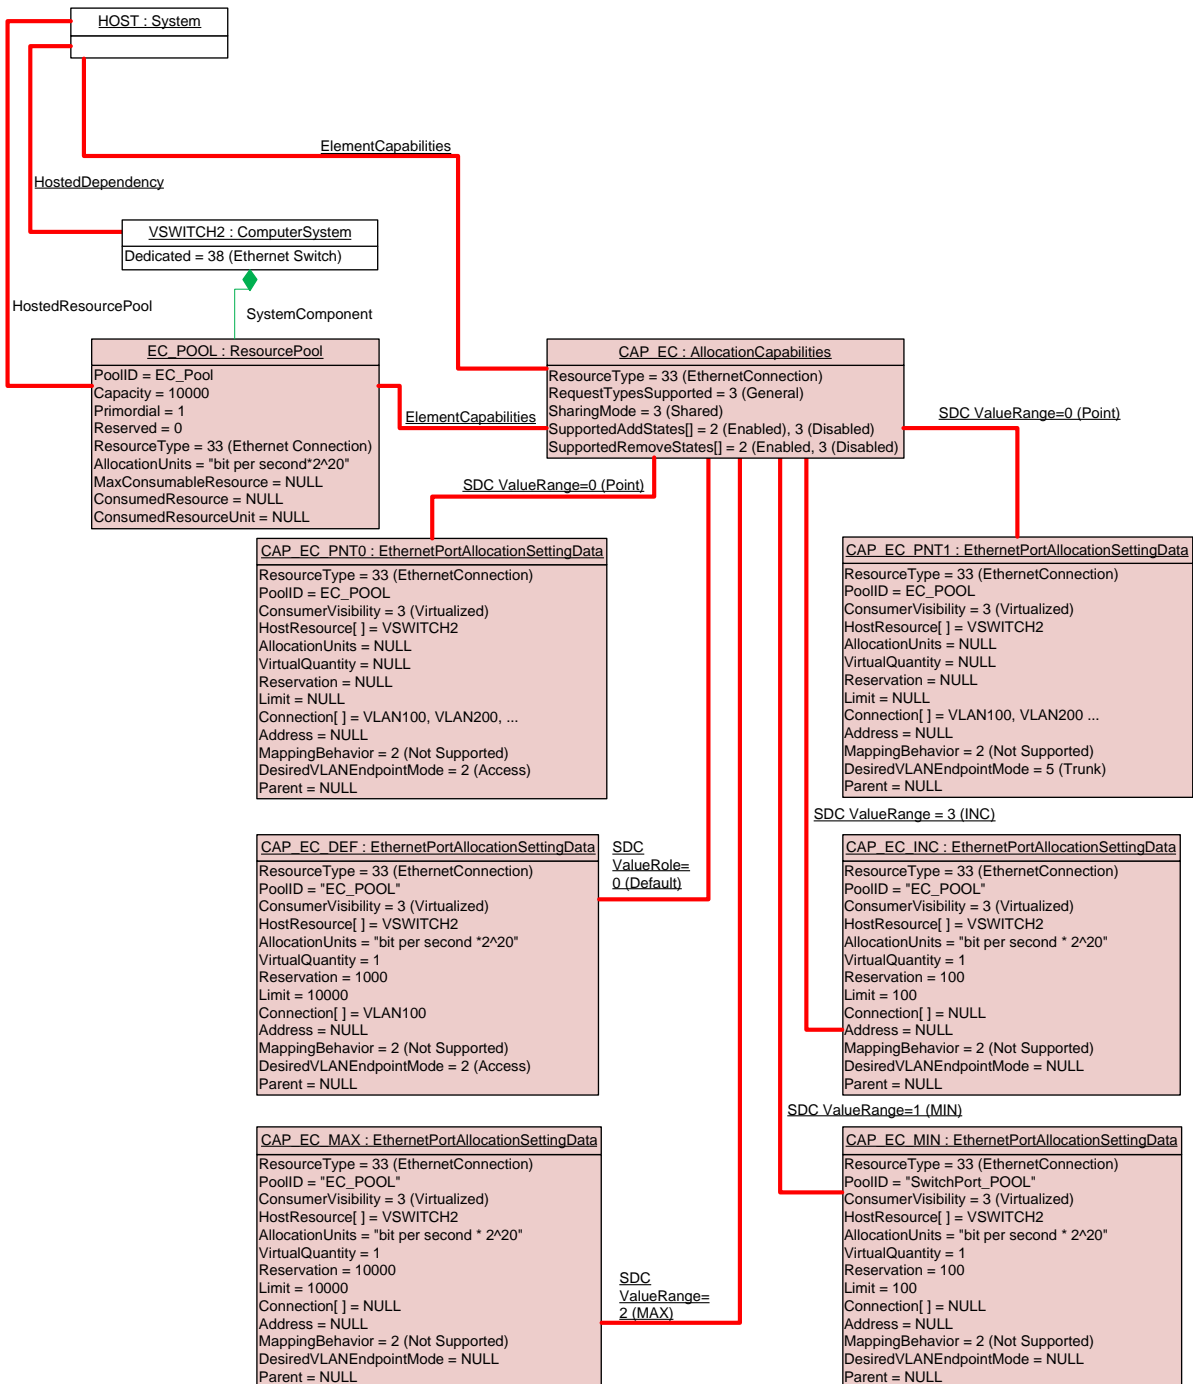 HOST : System
ElementCapabilities
HostedDependency
VSWITCH2 : ComputerSystem
Dedicated = 38 (Ethernet Switch)
HostedResourcePool
SystemComponent
EC_POOL : ResourcePool
PoolID = EC_Pool
Capacity = 10000
Primordial = 1
Reserved = 0
ResourceType = 33 (Ethernet Connection)
AllocationUnits = "bit per second*2^20"
MaxConsumableResource = NULL
ConsumedResource = NULL
ConsumedResourceUnit = NULL
ElementCapabilities
CAP_EC : AllocationCapabilities
ResourceType = 33 (EthernetConnection)
RequestTypesSupported = 3 (General)
SharingMode = 3 (Shared)
SupportedAddStates[] = 2 (Enabled), 3 (Disabled)
SupportedRemoveStates[] = 2 (Enabled, 3 (Disabled)
SDC ValueRange=0 (Point)
SDC ValueRange=0 (Point)
CAP_EC_PNT0 : EthernetPortAllocationSettingData
ResourceType = 33 (EthernetConnection)
PoolID = EC_POOL
ConsumerVisibility = 3 (Virtualized)
HostResource[ ] = VSWITCH2
AllocationUnits = NULL
VirtualQuantity = NULL
Reservation = NULL
Limit = NULL
Connection[ ] = VLAN100, VLAN200, ...
Address = NULL
MappingBehavior = 2 (Not Supported)
DesiredVLANEndpointMode = 2 (Access)
Parent = NULL
CAP_EC_PNT1 : EthernetPortAllocationSettingData
ResourceType = 33 (EthernetConnection)
PoolID = EC_POOL
ConsumerVisibility = 3 (Virtualized)
HostResource[ ] = VSWITCH2
AllocationUnits = NULL
VirtualQuantity = NULL
Reservation = NULL
Limit = NULL
Connection[ ] = VLAN100, VLAN200 ...
Address = NULL
MappingBehavior = 2 (Not Supported)
DesiredVLANEndpointMode = 5 (Trunk)
Parent = NULL
SDC ValueRange = 3 (INC)
CAP_EC_DEF : EthernetPortAllocationSettingData
ResourceType = 33 (EthernetConnection)
PoolID = "EC_POOL"
ConsumerVisibility = 3 (Virtualized)
HostResource[ ] = VSWITCH2
AllocationUnits = "bit per second *2^20"
VirtualQuantity = 1
Reservation = 1000
Limit = 10000
Connection[ ] = VLAN100
Address = NULL
MappingBehavior = 2 (Not Supported)
DesiredVLANEndpointMode = 2 (Access)
Parent = NULL
SDC
ValueRole=
0 (Default)
CAP_EC_INC : EthernetPortAllocationSettingData
ResourceType = 33 (EthernetConnection)
PoolID = "EC_POOL"
ConsumerVisibility = 3 (Virtualized)
HostResource[ ] = VSWITCH2
AllocationUnits = "bit per second * 2^20"
VirtualQuantity = 1
Reservation = 100
Limit = 100
Connection[ ] = NULL
Address = NULL
MappingBehavior = 2 (Not Supported)
DesiredVLANEndpointMode = NULL
Parent = NULL
SDC ValueRange=1 (MIN)
CAP_EC_MAX : EthernetPortAllocationSettingData
ResourceType = 33 (EthernetConnection)
PoolID = "EC_POOL"
ConsumerVisibility = 3 (Virtualized)
HostResource[ ] = VSWITCH2
AllocationUnits = "bit per second * 2^20"
VirtualQuantity = 1
Reservation = 10000
Limit = 10000
Connection[ ] = NULL
Address = NULL
MappingBehavior = 2 (Not Supported)
DesiredVLANEndpointMode = NULL
Parent = NULL
SDC
ValueRange=
2 (MAX)
CAP_EC_MIN : EthernetPortAllocationSettingData
ResourceType = 33 (EthernetConnection)
PoolID = "SwitchPort_POOL"
ConsumerVisibility = 3 (Virtualized)
HostResource[ ] = VSWITCH2
AllocationUnits = "bit per second * 2^20"
VirtualQuantity = 1
Reservation = 100
Limit = 100
Connection[ ] = NULL
Address = NULL
MappingBehavior = 2 (Not Supported)
DesiredVLANEndpointMode = NULL
Parent = NULL